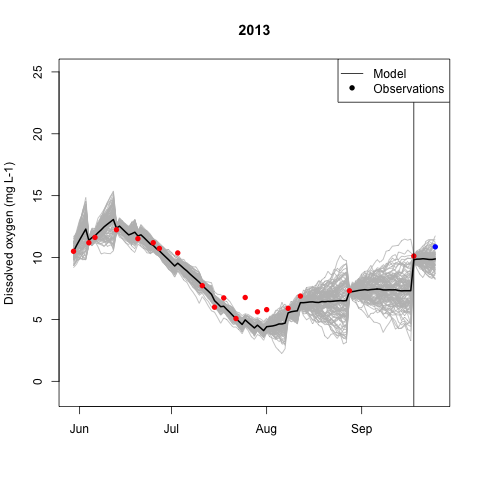 2013
Model
Observations
Dissolved oxygen (mg L-1)
25
20
15
10
5
0
Jun
Jul
Aug
Sep